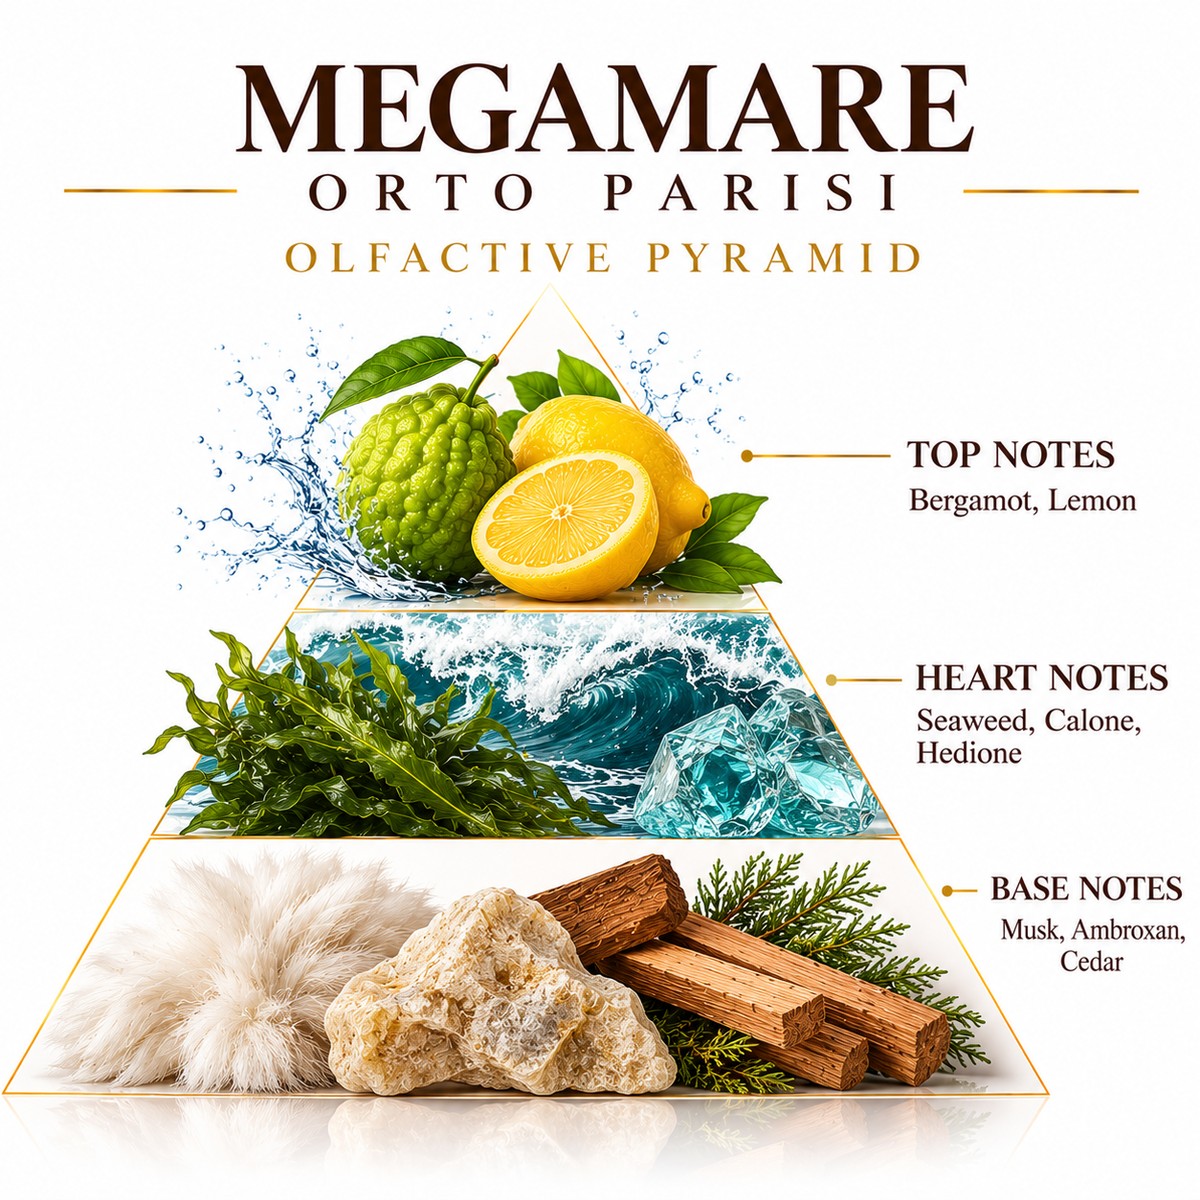 MEGAMARE
ORTO PARISI
OLFACTIVE PYRAMID
TOP NOTES
Bergamot, Lemon
HEART NOTES
Seaweed, Calone,
Hedione
BASE NOTES
Musk, Ambroxan,
Cedar